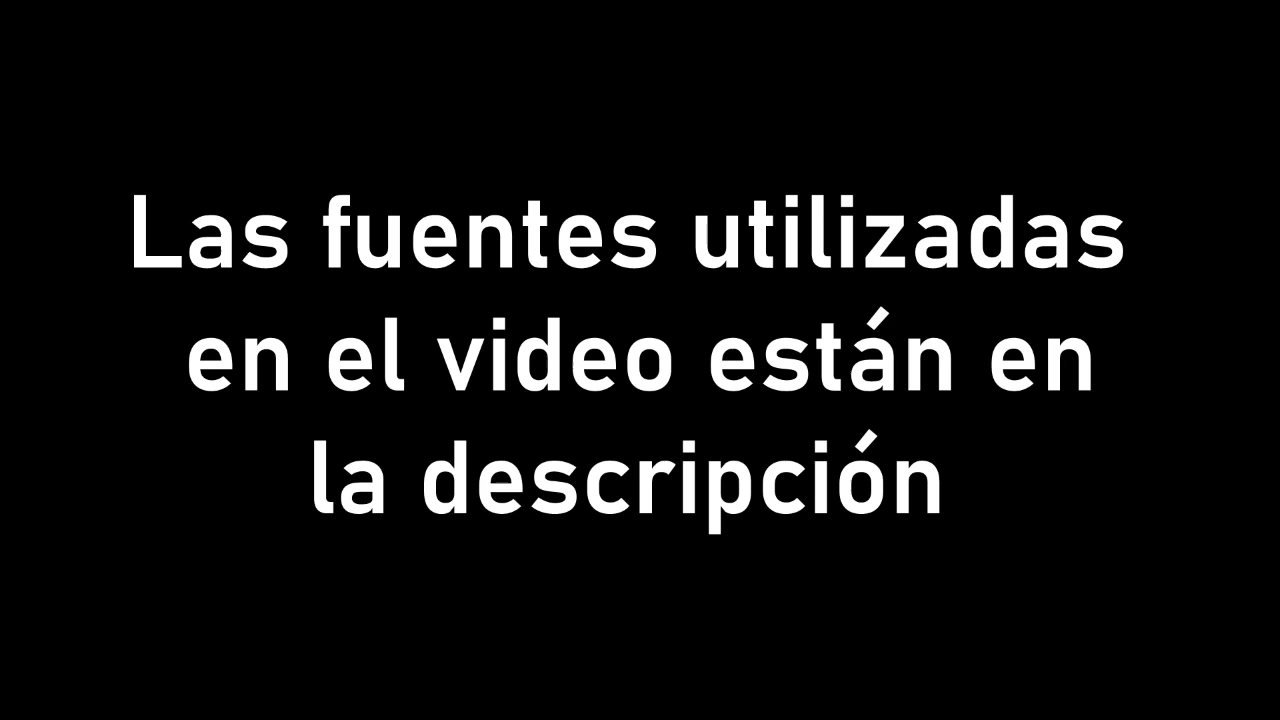 Las fuentes utilizadas
en el video están en
la descripción